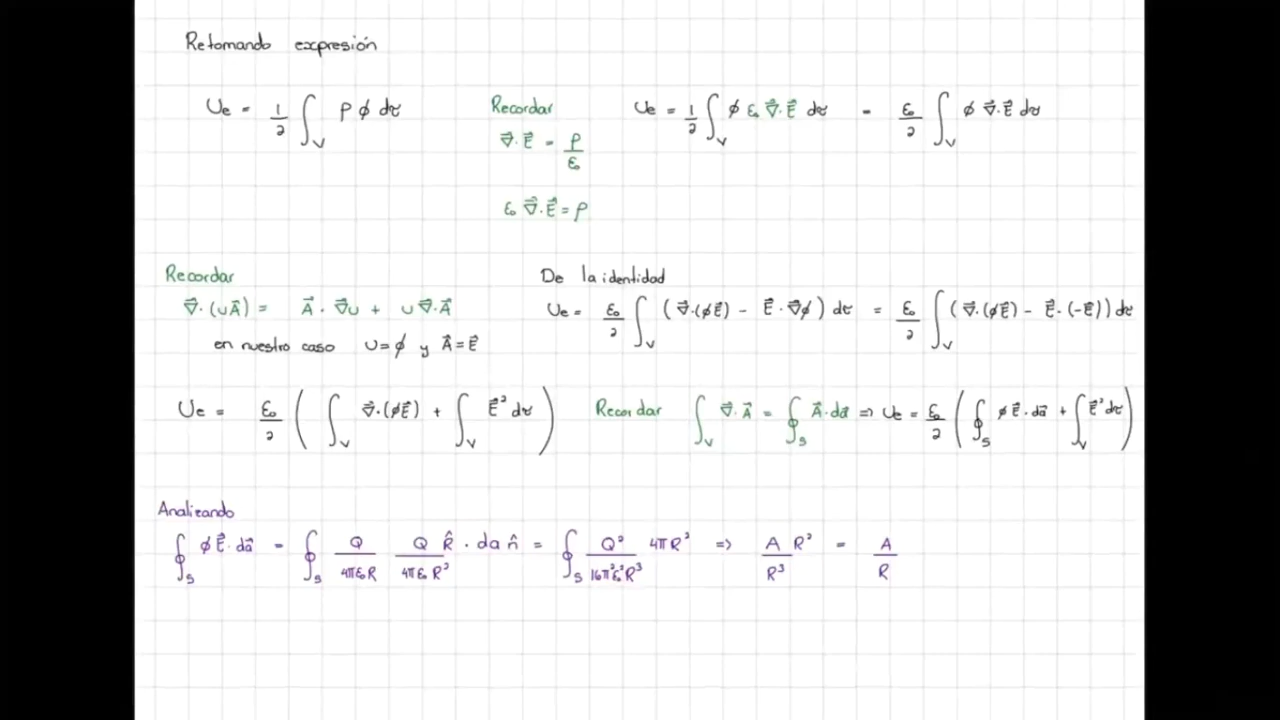 Retomando expresión
Ue = 1/2 ∫_V ρ ϕ dτ
Recordar
∇⃗·E⃗ = ρ/ε₀
ε₀ ∇⃗·E⃗ = ρ
Ue = 1/2 ∫_V ϕ ε₀ ∇⃗·E⃗ dτ = ε₀/2 ∫_V ϕ ∇⃗·E⃗ dτ
Recordar
∇⃗·(uA⃗) = A⃗·∇⃗u + u∇⃗·A⃗
en nuestro caso u=ϕ y A⃗=E⃗
De la identidad
Ue = ε₀/2 ∫_V (∇⃗·(ϕE⃗) - E⃗·∇⃗ϕ) dτ = ε₀/2 ∫_V (∇⃗·(ϕE⃗) - E⃗·(-E⃗)) dτ
Ue = ε₀/2 ( ∫_V ∇⃗·(ϕE⃗) + ∫_V E⃗² dτ )
Recordar ∫_V ∇⃗·A⃗ = ∮_S A⃗·da⃗ ⇒ Ue = ε₀/2 ( ∮_S ϕE⃗·da⃗ + ∫_V E⃗² dτ )
Analizando
∮_S ϕE⃗·da⃗ = ∮_S Q/(4πε₀R) Q/(4πε₀R²) R̂ · da n̂ = ∮_S Q²/(16π²ε₀²R³) 4πR² ⇒ A/R³ R² = A/R